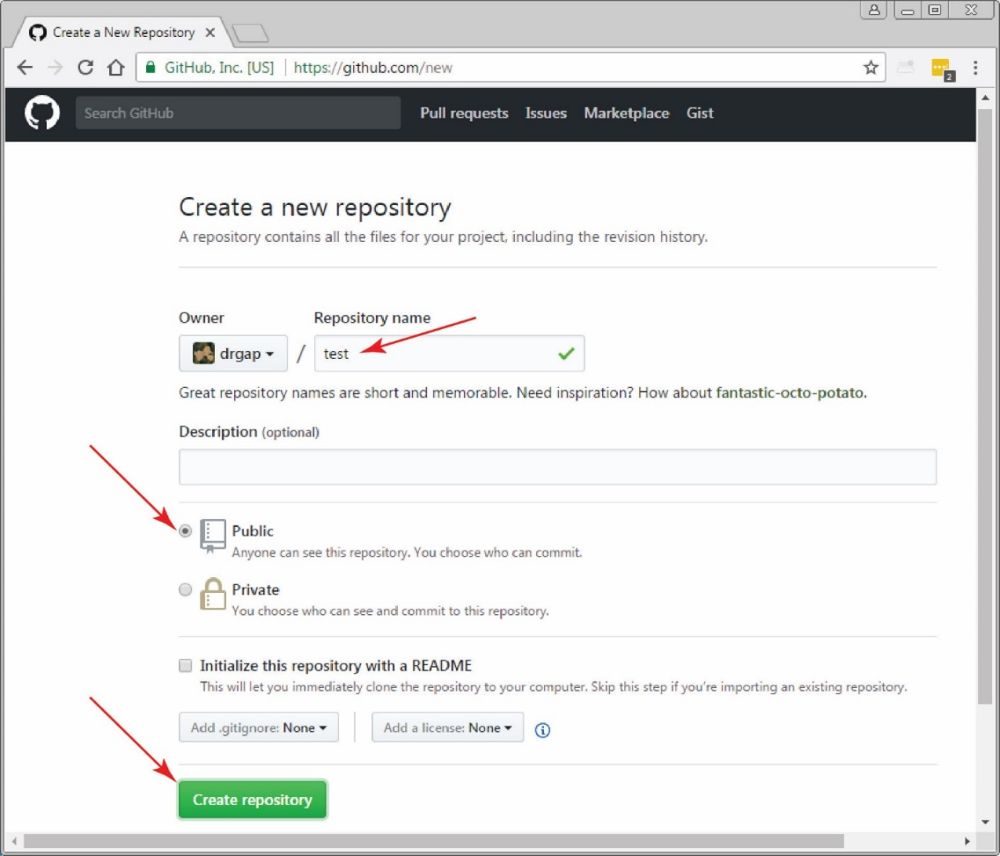 Create a New Repository
GitHub, Inc. [US] https://github.com/new
2
Search GitHub Pull requests Issues Marketplace Gist
Create a new repository
A repository contains all the files for your project, including the revision history.
Owner Repository name
drgap / test
Great repository names are short and memorable. Need inspiration? How about fantastic-octo-potato.
Description (optional)
Public
Anyone can see this repository. You choose who can commit.
Private
You choose who can see and commit to this repository.
Initialize this repository with a README
This will let you immediately clone the repository to your computer. Skip this step if you’re importing an existing repository.
Add .gitignore: None Add a license: None
Create repository